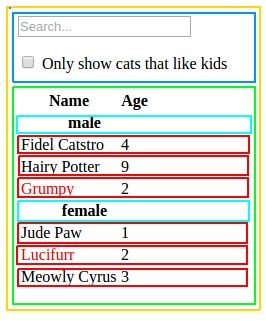 Search...
Only show cats that like kids
Name Age
male
Fidel Catstro 4
Hairy Potter 9
Grumpy 2
female
Jude Paw 1
Lucifurr 2
Meowly Cyrus 3